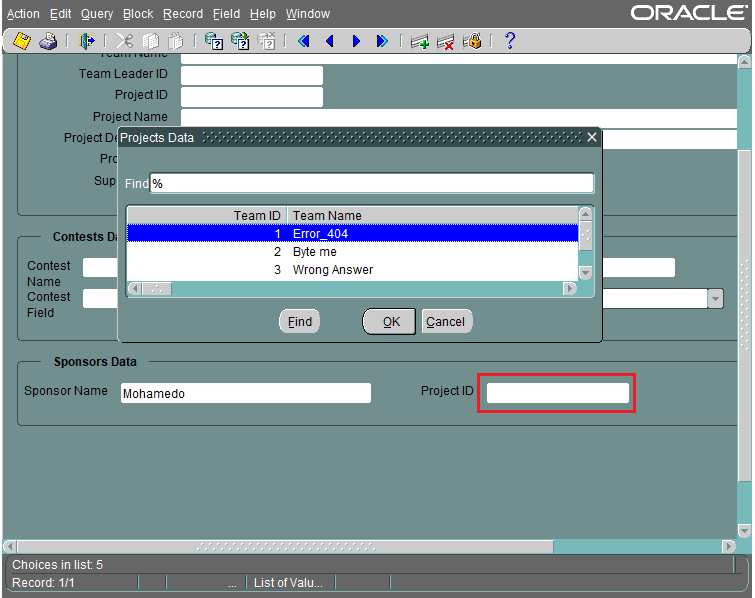 Action Edit Query Block Record Field Help Window ORACLE
Team Name
Team Leader ID
Project ID
Project Name
Project De
Pro
Sup
Projects Data
Find %
Team ID Team Name
1 Error_404
2 Byte me
3 Wrong Answer
Find OK Cancel
Contests Da
Contest Name
Contest Field
Sponsors Data
Sponsor Name Mohamedo Project ID
Choices in list: 5
Record: 1/1 ... List of Valu...